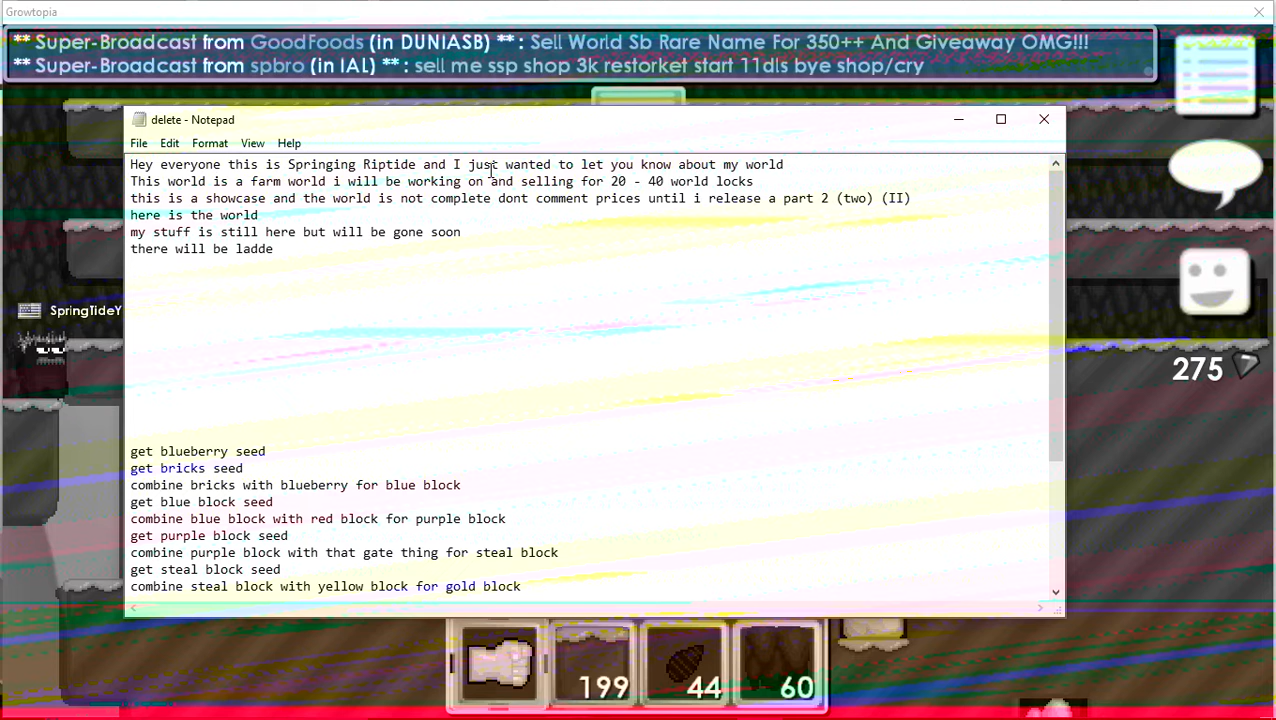 Growtopia
** Super-Broadcast from GoodFoods (in DUNIASB) ** : Sell World Sb Rare Name For 350++ And Giveaway OMG!!!
** Super-Broadcast from spbro (in IAL) ** : sell me ssp shop 3k restorket start 11dls bye shop/cry
delete - Notepad
File Edit Format View Help
Hey everyone this is Springing Riptide and I just wanted to let you know about my world
This world is a farm world i will be working on and selling for 20 - 40 world locks
this is a showcase and the world is not complete dont comment prices until i release a part 2 (two) (II)
here is the world
my stuff is still here but will be gone soon
there will be ladde
SpringTideY
275
get blueberry seed
get bricks seed
combine bricks with blueberry for blue block
get blue block seed
combine blue block with red block for purple block
get purple block seed
combine purple block with that gate thing for steal block
get steal block seed
combine steal block with yellow block for gold block
199 44 60